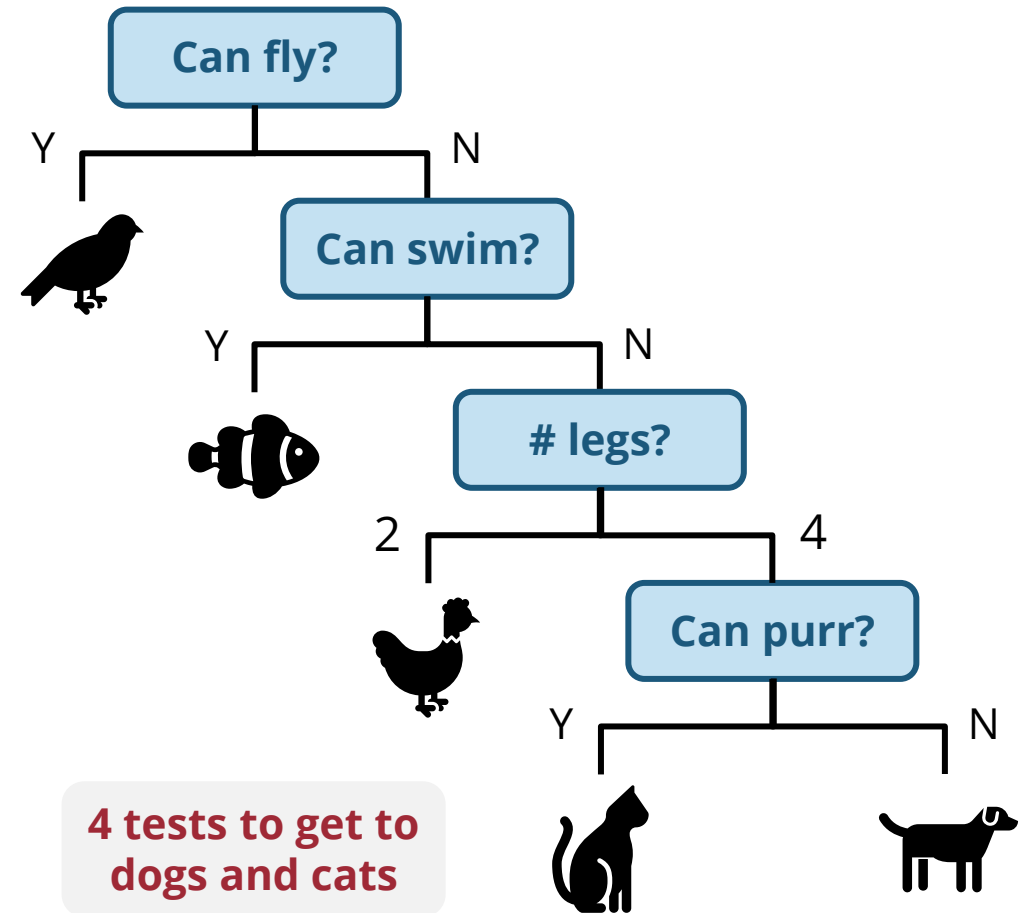 Can fly?
Y
N
Can swim?
Y
N
# legs?
2
4
Can purr?
Y
N
4 tests to get to
dogs and cats